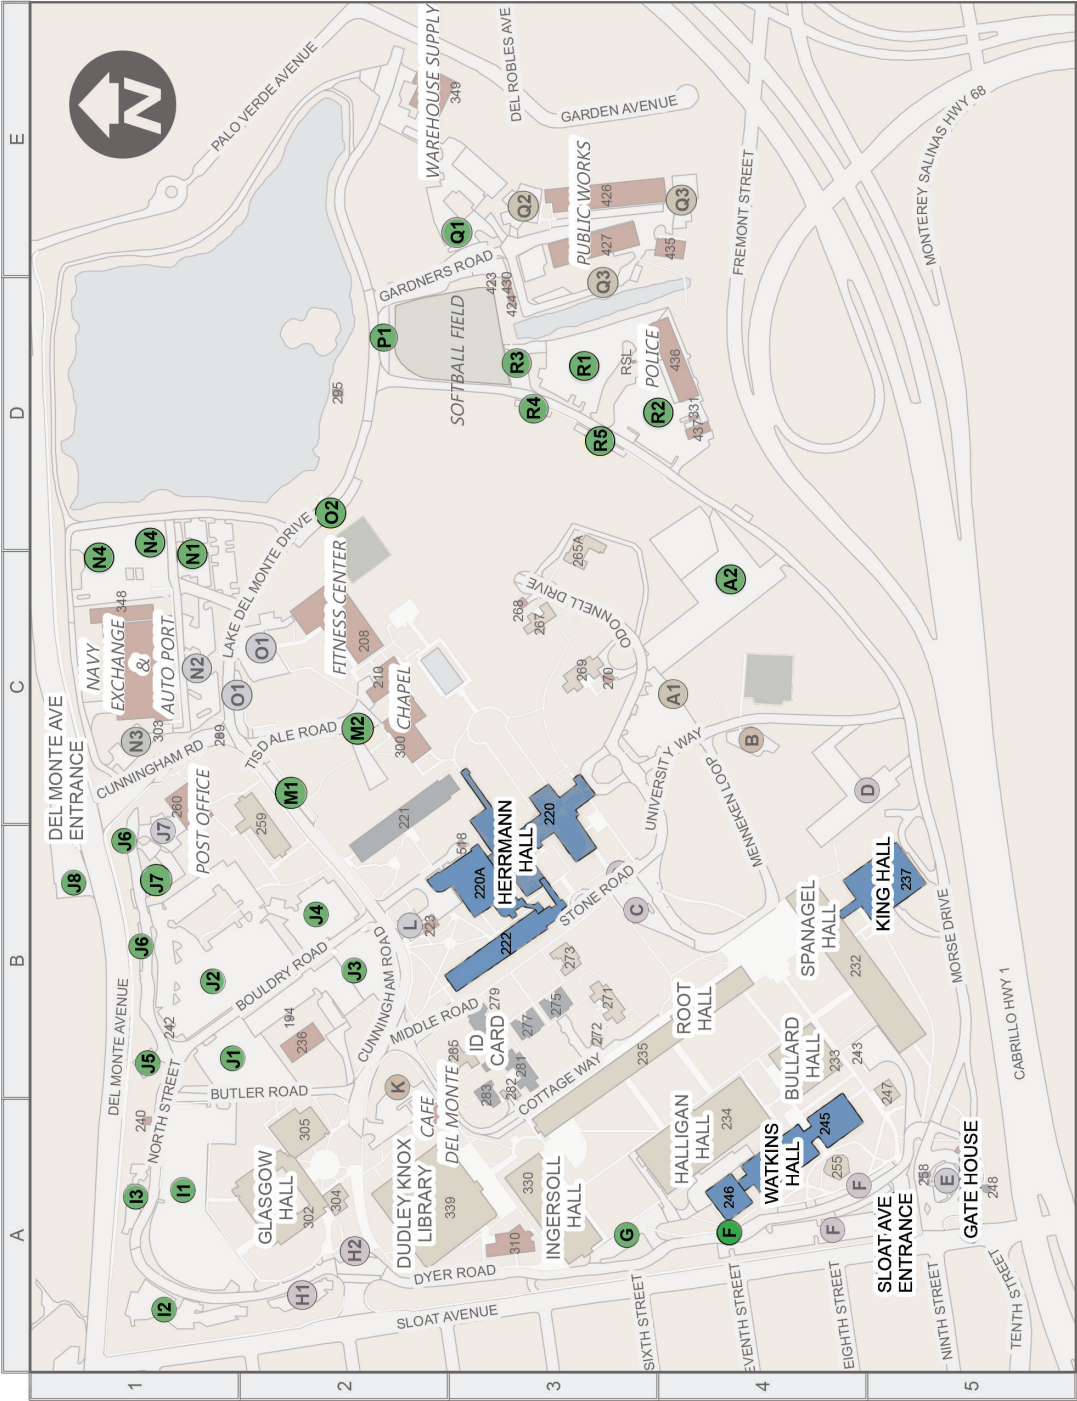 E
D
C
B
A
1
2
3
4
5
N
PALO VERDE AVENUE
WAREHOUSE SUPPLY
349
DEL ROBLES AVE
GARDEN AVENUE
MONTEREY SALINAS HWY 68
FREMONT STREET
Q1
Q2
Q3
Q3
PUBLIC WORKS
426
427
435
GARDNERS ROAD
423
430
424
SOFTBALL FIELD
P1
R3
R1
R4
R2
R5
RSL
POLICE
436
331
437
295
O2
N4
N4
N1
348
NAVY
EXCHANGE
&
AUTO PORT
303
N2
N3
O1
O1
LAKE DEL MONTE DRIVE
289
FITNESS CENTER
208
210
CHAPEL
300
M2
M1
TISDALE ROAD
CUNNINGHAM RD
DEL MONTE AVE
ENTRANCE
POST OFFICE
260
259
J7
J6
J8
J7
J6
J4
J3
J2
J5
J1
265A
268
267
ODONNELL DRIVE
269
270
A2
A1
B
UNIVERSITY WAY
MENNEKEN LOOP
D
221
518
220
220A
HERRMANN
HALL
222
223
L
STONE ROAD
C
273
SPANAGEL
HALL
232
KING HALL
237
MORSE DRIVE
CABRILLO HWY 1
DEL MONTE AVENUE
242
NORTH STREET
240
BOULDRY ROAD
194
236
BUTLER ROAD
CUNNINGHAM ROAD
MIDDLE ROAD
279
ID
CARD
277
275
271
272
285
281
282
283
COTTAGE WAY
235
ROOT
HALL
BULLARD
HALL
233
243
247
K
CAFE
DEL MONTE
305
GLASGOW
HALL
302
304
DUDLEY KNOX
LIBRARY
339
330
INGERSOLL
HALL
310
HALLIGAN
HALL
234
WATKINS
HALL
245
246
255
F
F
F
G
258
E
248
GATE HOUSE
SLOAT AVE
ENTRANCE
I3
I1
I2
H2
H1
DYER ROAD
SLOAT AVENUE
SIXTH STREET
EVENTH STREET
EIGHTH STREET
NINTH STREET
TENTH STREET